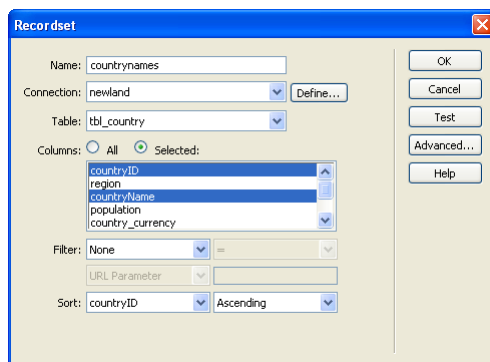 Recordset
Name: countrynames
OK
Connection: newland Define...
Cancel
Table: tbl_country
Test
Columns: All Selected:
Advanced...
countryID
Help
region
countryName
population
country_currency
Filter: None =
URL Parameter
Sort: countryID Ascending